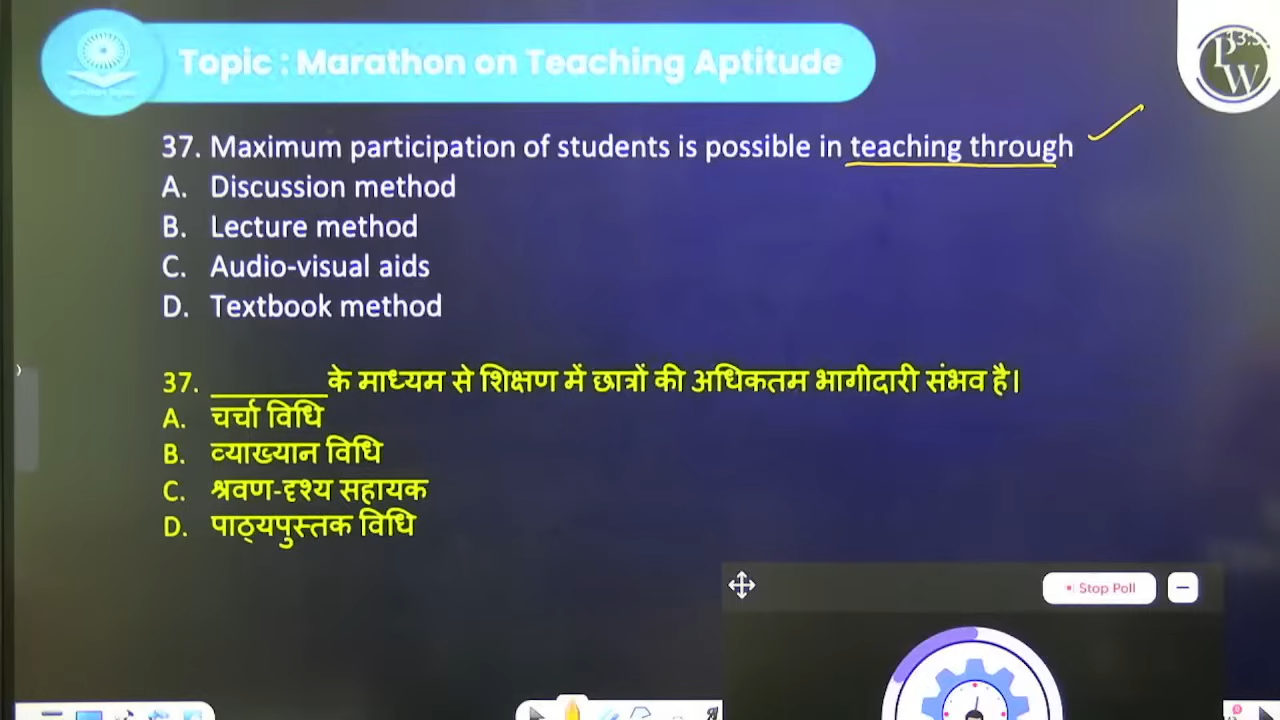 Topic : Marathon on Teaching Aptitude
PW
37. Maximum participation of students is possible in teaching through
A. Discussion method
B. Lecture method
C. Audio-visual aids
D. Textbook method
37. ________ के माध्यम से शिक्षण में छात्रों की अधिकतम भागीदारी संभव है।
A. चर्चा विधि
B. व्याख्यान विधि
C. श्रवण-दृश्य सहायक
D. पाठ्यपुस्तक विधि
Stop Poll